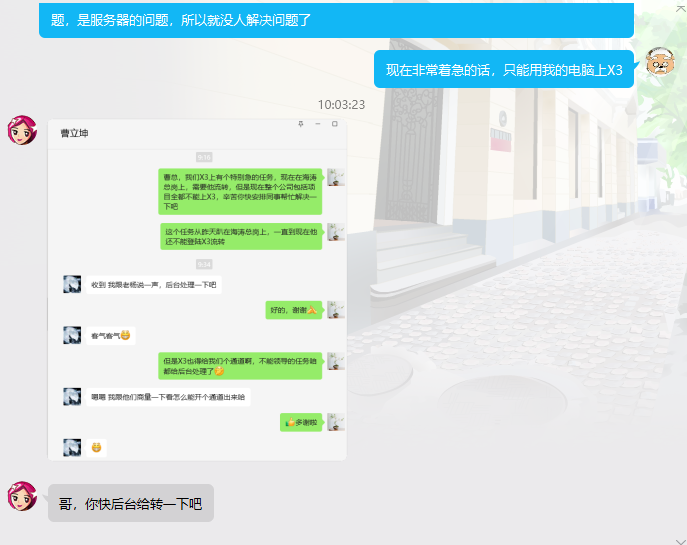 题，是服务器的问题，所以就没人解决问题了
现在非常着急的话，只能用我的电脑上X3
10:03:23
曹立坤
9:16
曹总，我们X3上有个特别急的任务，现在在海涛
总岗上，需要他流转，但是现在整个公司包括项
目全都不能上X3，辛苦你快安排同事帮忙解决一
下吧
这个任务从昨天趴在海涛总岗上，一直到现在他
还不能登陆X3流转
收到 我跟老杨说一声，后台处理一下吧
好的，谢谢
客气客气
但是X3也得给我们个通道啊，不能领导的任务啥
都给后台处理了
嗯嗯 我跟他们商量一下看怎么能开个通道出来哈
多谢啦
哥，你快后台给转一下吧